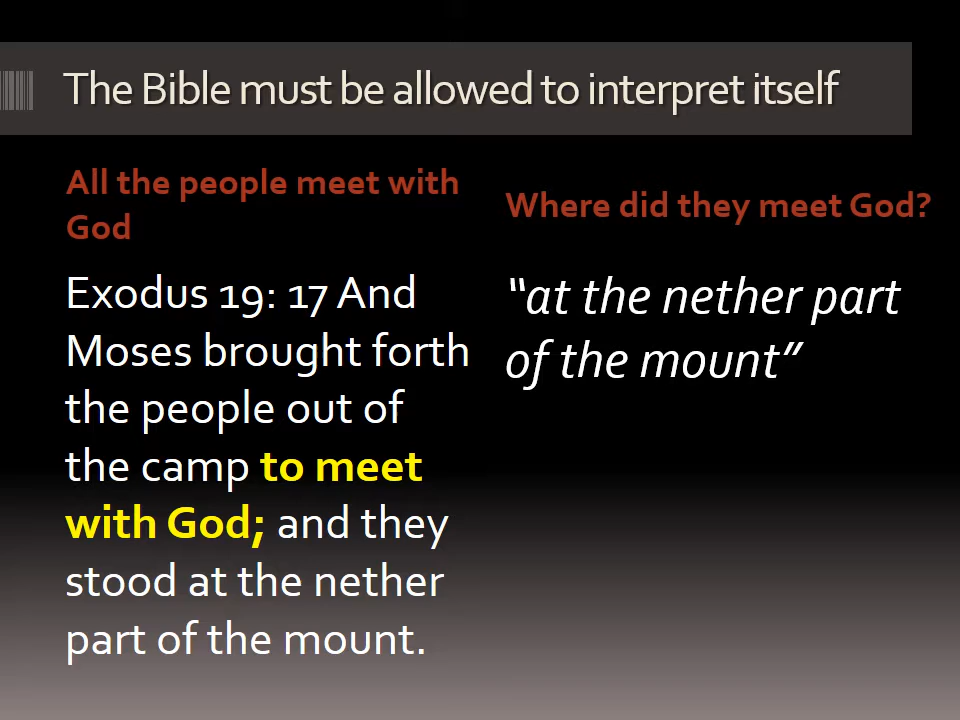 The Bible must be allowed to interpret itself
All the people meet with
God
Exodus 19: 17 And
Moses brought forth
the people out of
the camp to meet
with God; and they
stood at the nether
part of the mount.
Where did they meet God?
“at the nether part
of the mount”